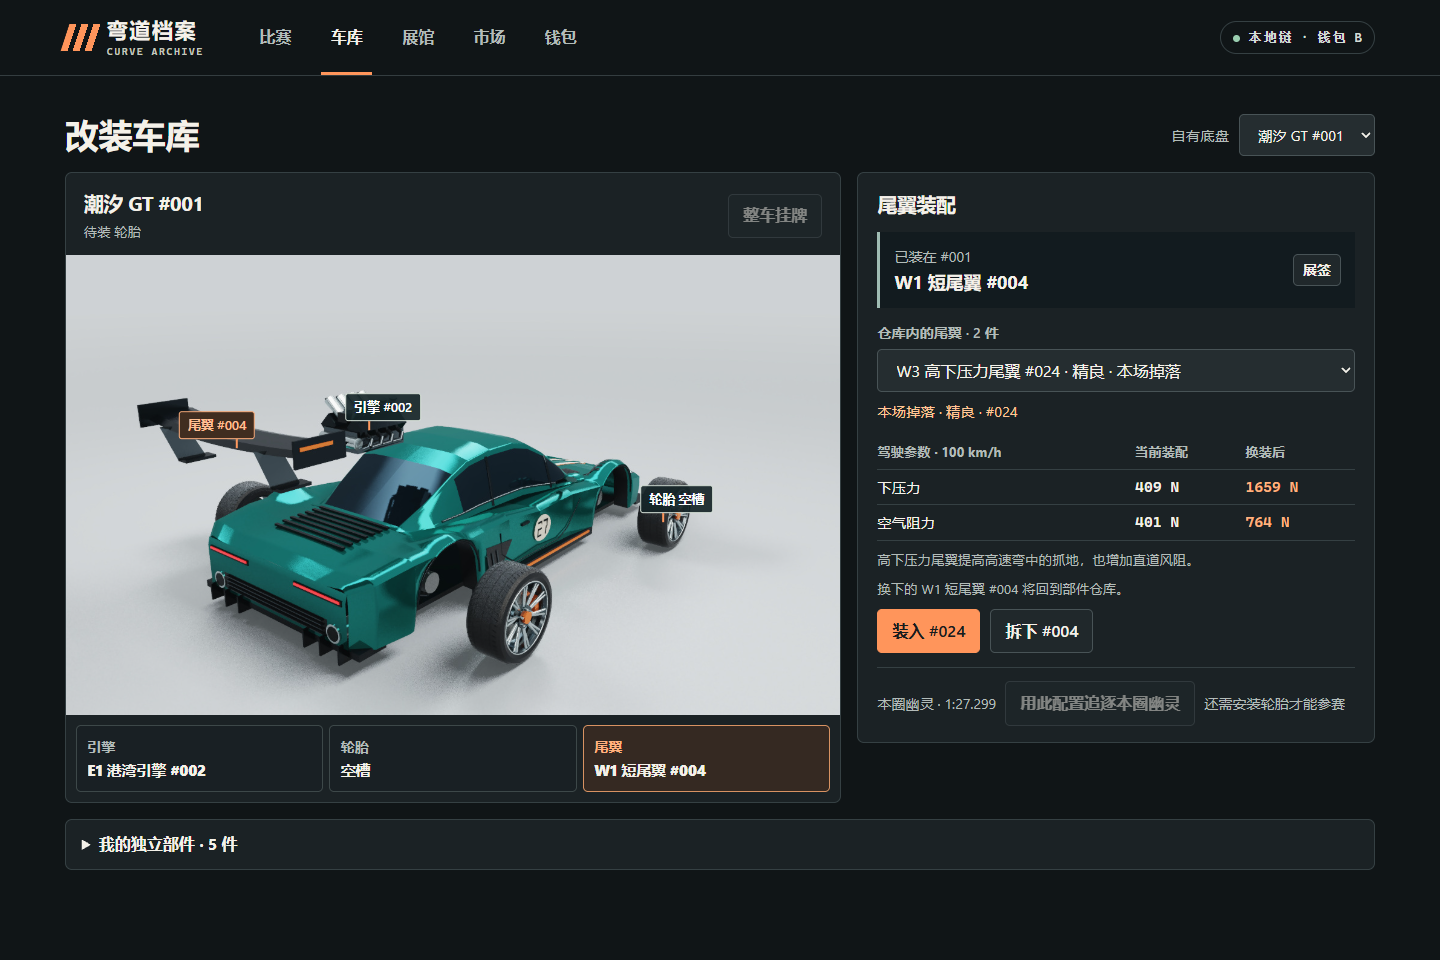 弯道档案
CURVE ARCHIVE
比赛
车库
展馆
市场
钱包
本地链 · 钱包 B
改装车库
自有底盘
潮汐 GT #001
潮汐 GT #001
待装 轮胎
整车挂牌
引擎 #002
尾翼 #004
轮胎 空槽
27
引擎
E1 港湾引擎 #002
轮胎
空槽
尾翼
W1 短尾翼 #004
尾翼装配
已装在 #001
W1 短尾翼 #004
展签
仓库内的尾翼 · 2 件
W3 高下压力尾翼 #024 · 精良 · 本场掉落
本场掉落 · 精良 · #024
驾驶参数 · 100 km/h 当前装配 换装后
下压力 409 N 1659 N
空气阻力 401 N 764 N
高下压力尾翼提高高速弯中的抓地，也增加直道风阻。
换下的 W1 短尾翼 #004 将回到部件仓库。
装入 #024
拆下 #004
本圈幽灵 · 1:27.299
用此配置追逐本圈幽灵
还需安装轮胎才能参赛
我的独立部件 · 5 件